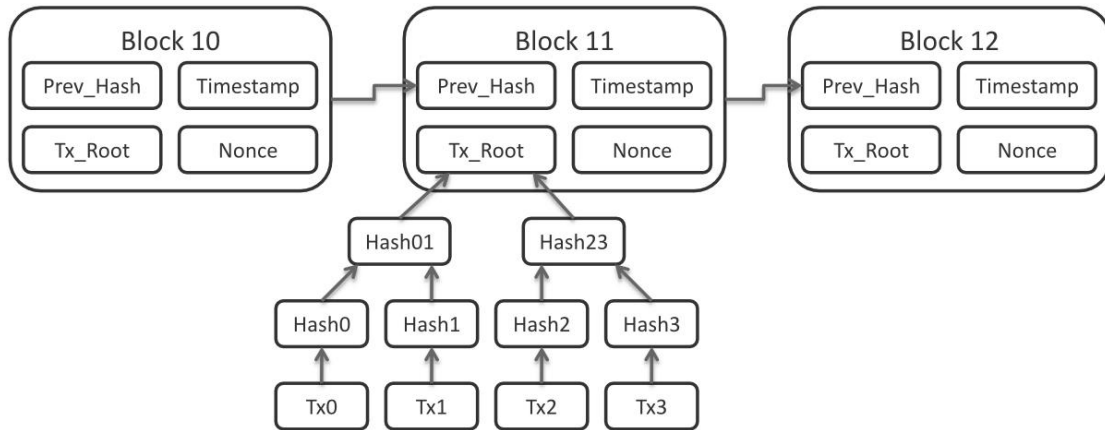 Block 10
Block 11
Block 12
Prev_Hash Timestamp
Prev_Hash Timestamp
Prev_Hash Timestamp
Tx_Root Nonce
Tx_Root Nonce
Tx_Root Nonce
Hash01 Hash23
Hash0 Hash1 Hash2 Hash3
Tx0 Tx1 Tx2 Tx3